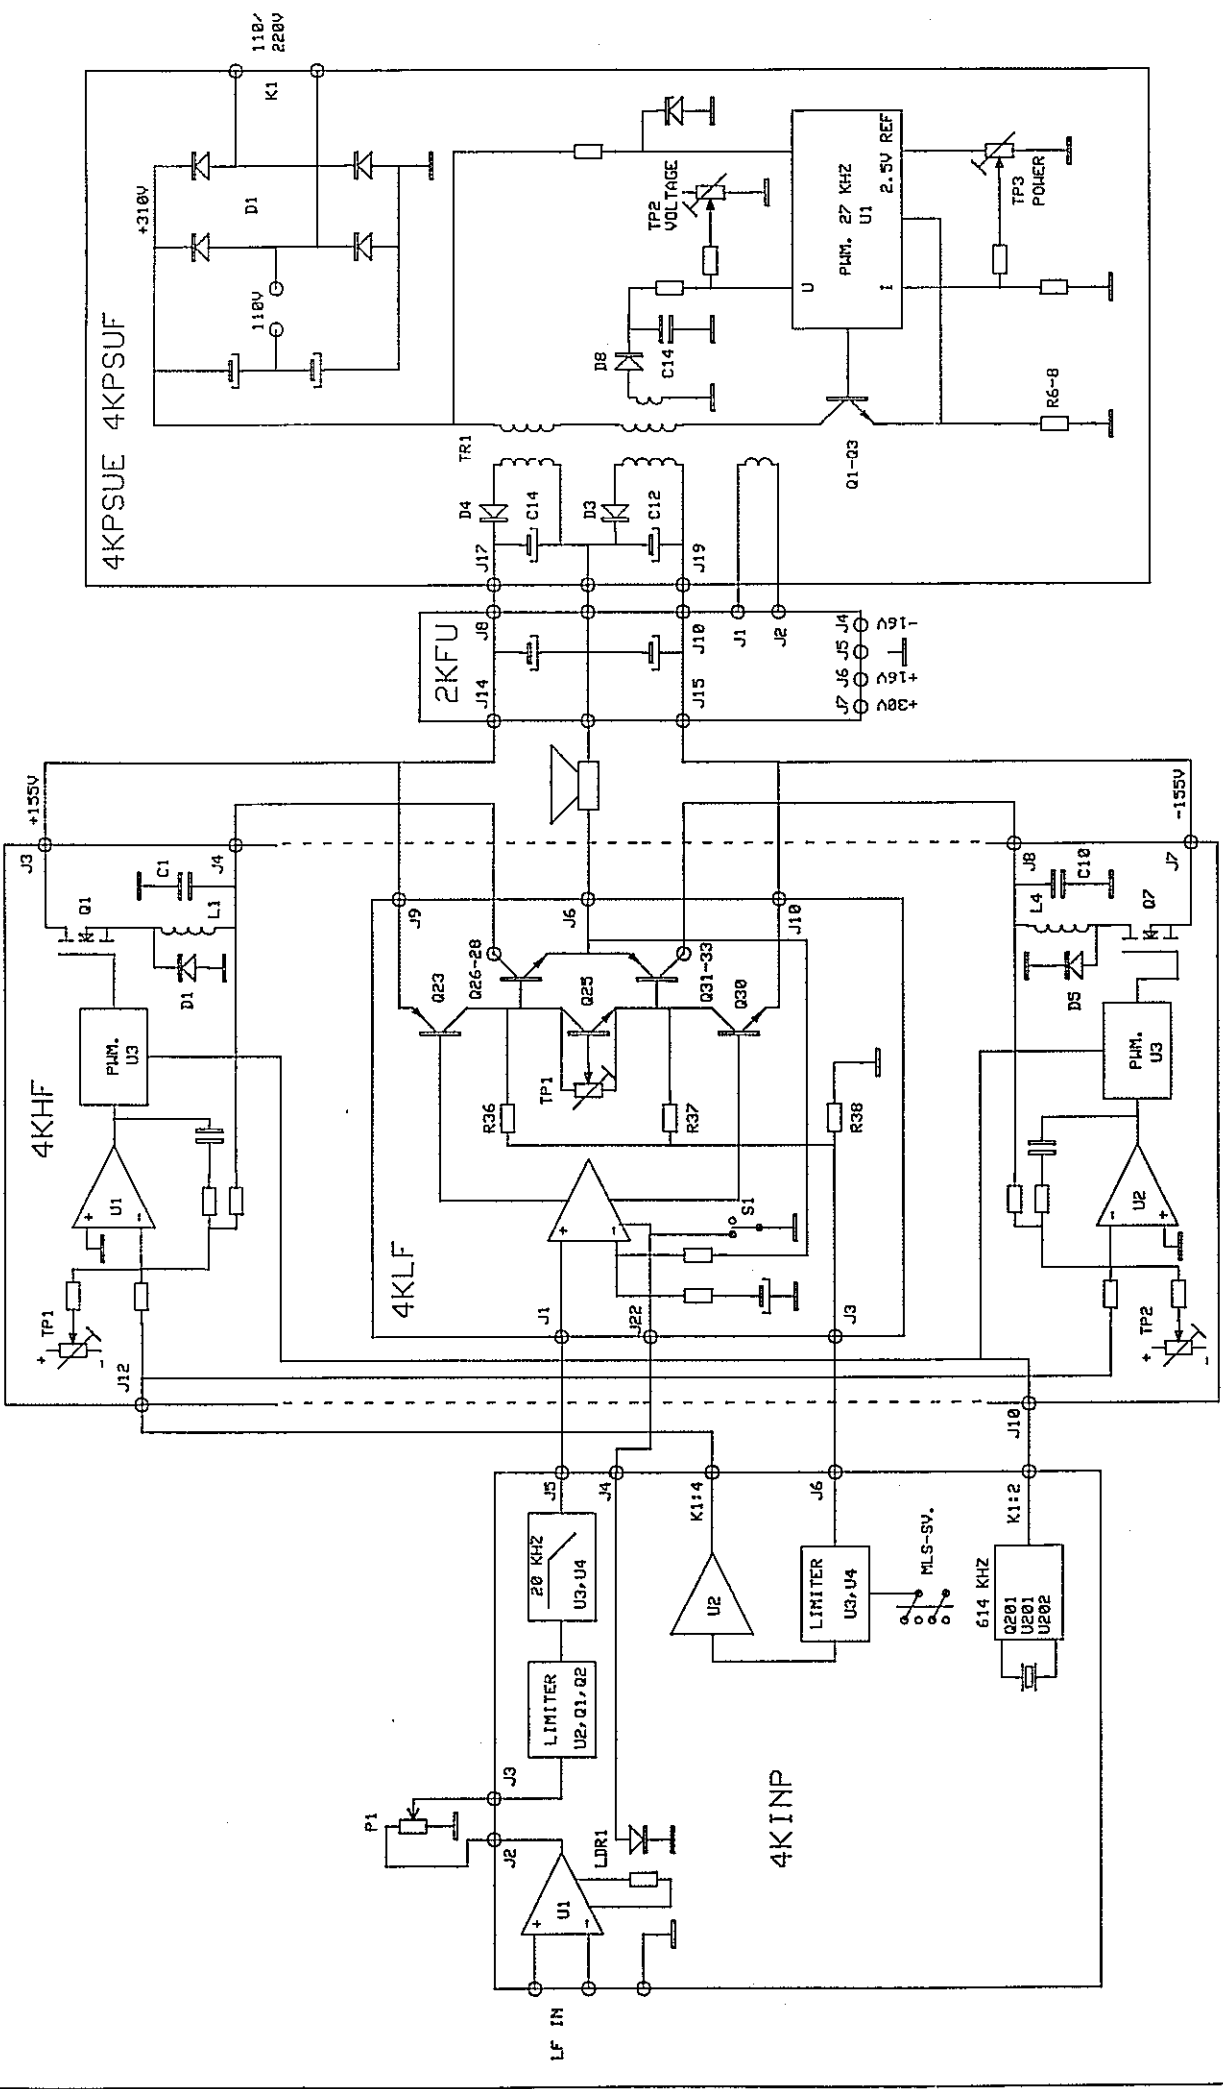 4KINP
LF IN
U1
J2
P1
J3
LDR1
LIMITER
U2,Q1,Q2
20 KHZ
U3,U4
J5
J4
U2
K1:4
LIMITER
U3,U4
MLS-SV.
J6
614 KHZ
Q201
U201
U202
K1:2
J10
4KHF
J12
TP1
+
-
+
-
U1
PWM.
U3
Q1
D1
L1
C1
J3
+155V
J4
4KLF
J1
J22
J3
+
-
S1
R36
R37
R38
TP1
Q23
Q26-28
Q25
Q31-33
Q30
J9
J6
J10
TP2
+
-
U2
-
+
PWM.
U3
D5
L4
Q7
C10
J8
J7
-155V
2KFU
J14
J8
J15
J10
J1
J2
J7
J6
J5
J4
+30V
+16V
-16V
4KPSUE 4KPSUF
J17
J19
D4
C14
D3
C12
TR1
+310V
D1
110V
K1
110/
220V
D8
C14
TP2
VOLTAGE
U
PWM. 27 KHZ
U1
2.5V REF
I
TP3
POWER
Q1-Q3
R6-8